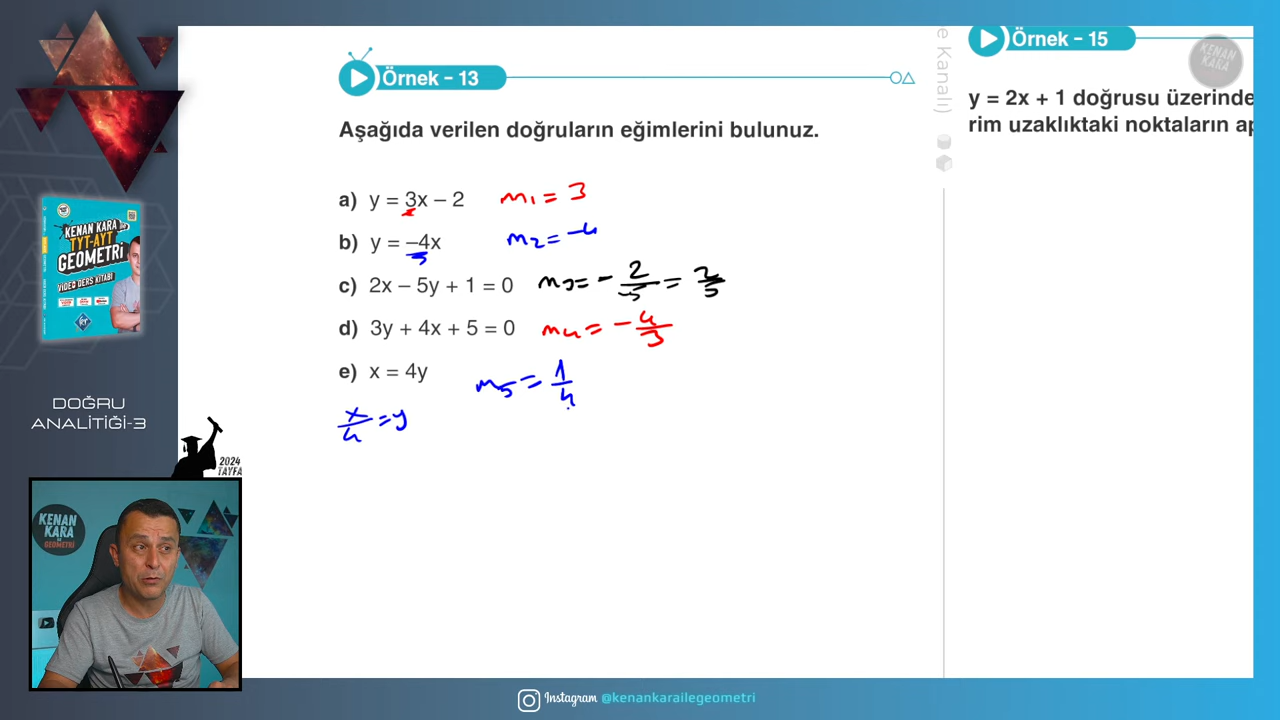 Örnek – 13
Aşağıda verilen doğruların eğimlerini bulunuz.
a) y = 3x – 2 m1 = 3
b) y = –4x m2 = –4
c) 2x – 5y + 1 = 0 m3 = – 2/–5 = 2/5
d) 3y + 4x + 5 = 0 m4 = – 4/3
e) x = 4y m5 = 1/4
x/4 = y
e Kanalı)
Örnek – 15
y = 2x + 1 doğrusu üzerinde
rim uzaklıktaki noktaların ap
KENAN
KARA
KENAN KARA
ile
TYT-AYT
GEOMETRİ
VİDEO DERS KİTABI
DOĞRU
ANALİTİĞİ-3
2024
TAYFA
KENAN
KARA
GEOMETRİ
Instagram @kenankarailegeometri